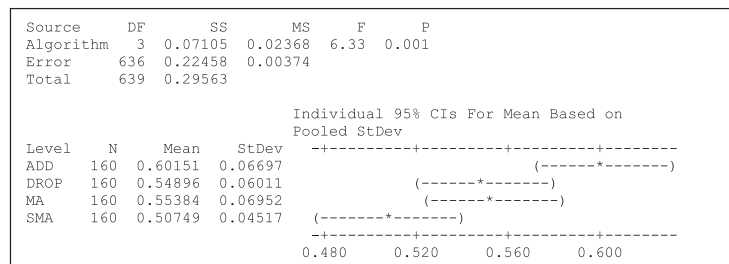 Source DF SS MS F P
Algorithm 3 0.07105 0.02368 6.33 0.001
Error 636 0.22458 0.00374
Total 639 0.29563
Individual 95% CIs For Mean Based on
Pooled StDev
Level N Mean StDev -+---------+---------+---------+--------
ADD 160 0.60151 0.06697 (------*-------)
DROP 160 0.54896 0.06011 (------*-------)
MA 160 0.55384 0.06952 (------*-------)
SMA 160 0.50749 0.04517 (-------*-------)
-+---------+---------+---------+--------
0.480 0.520 0.560 0.600